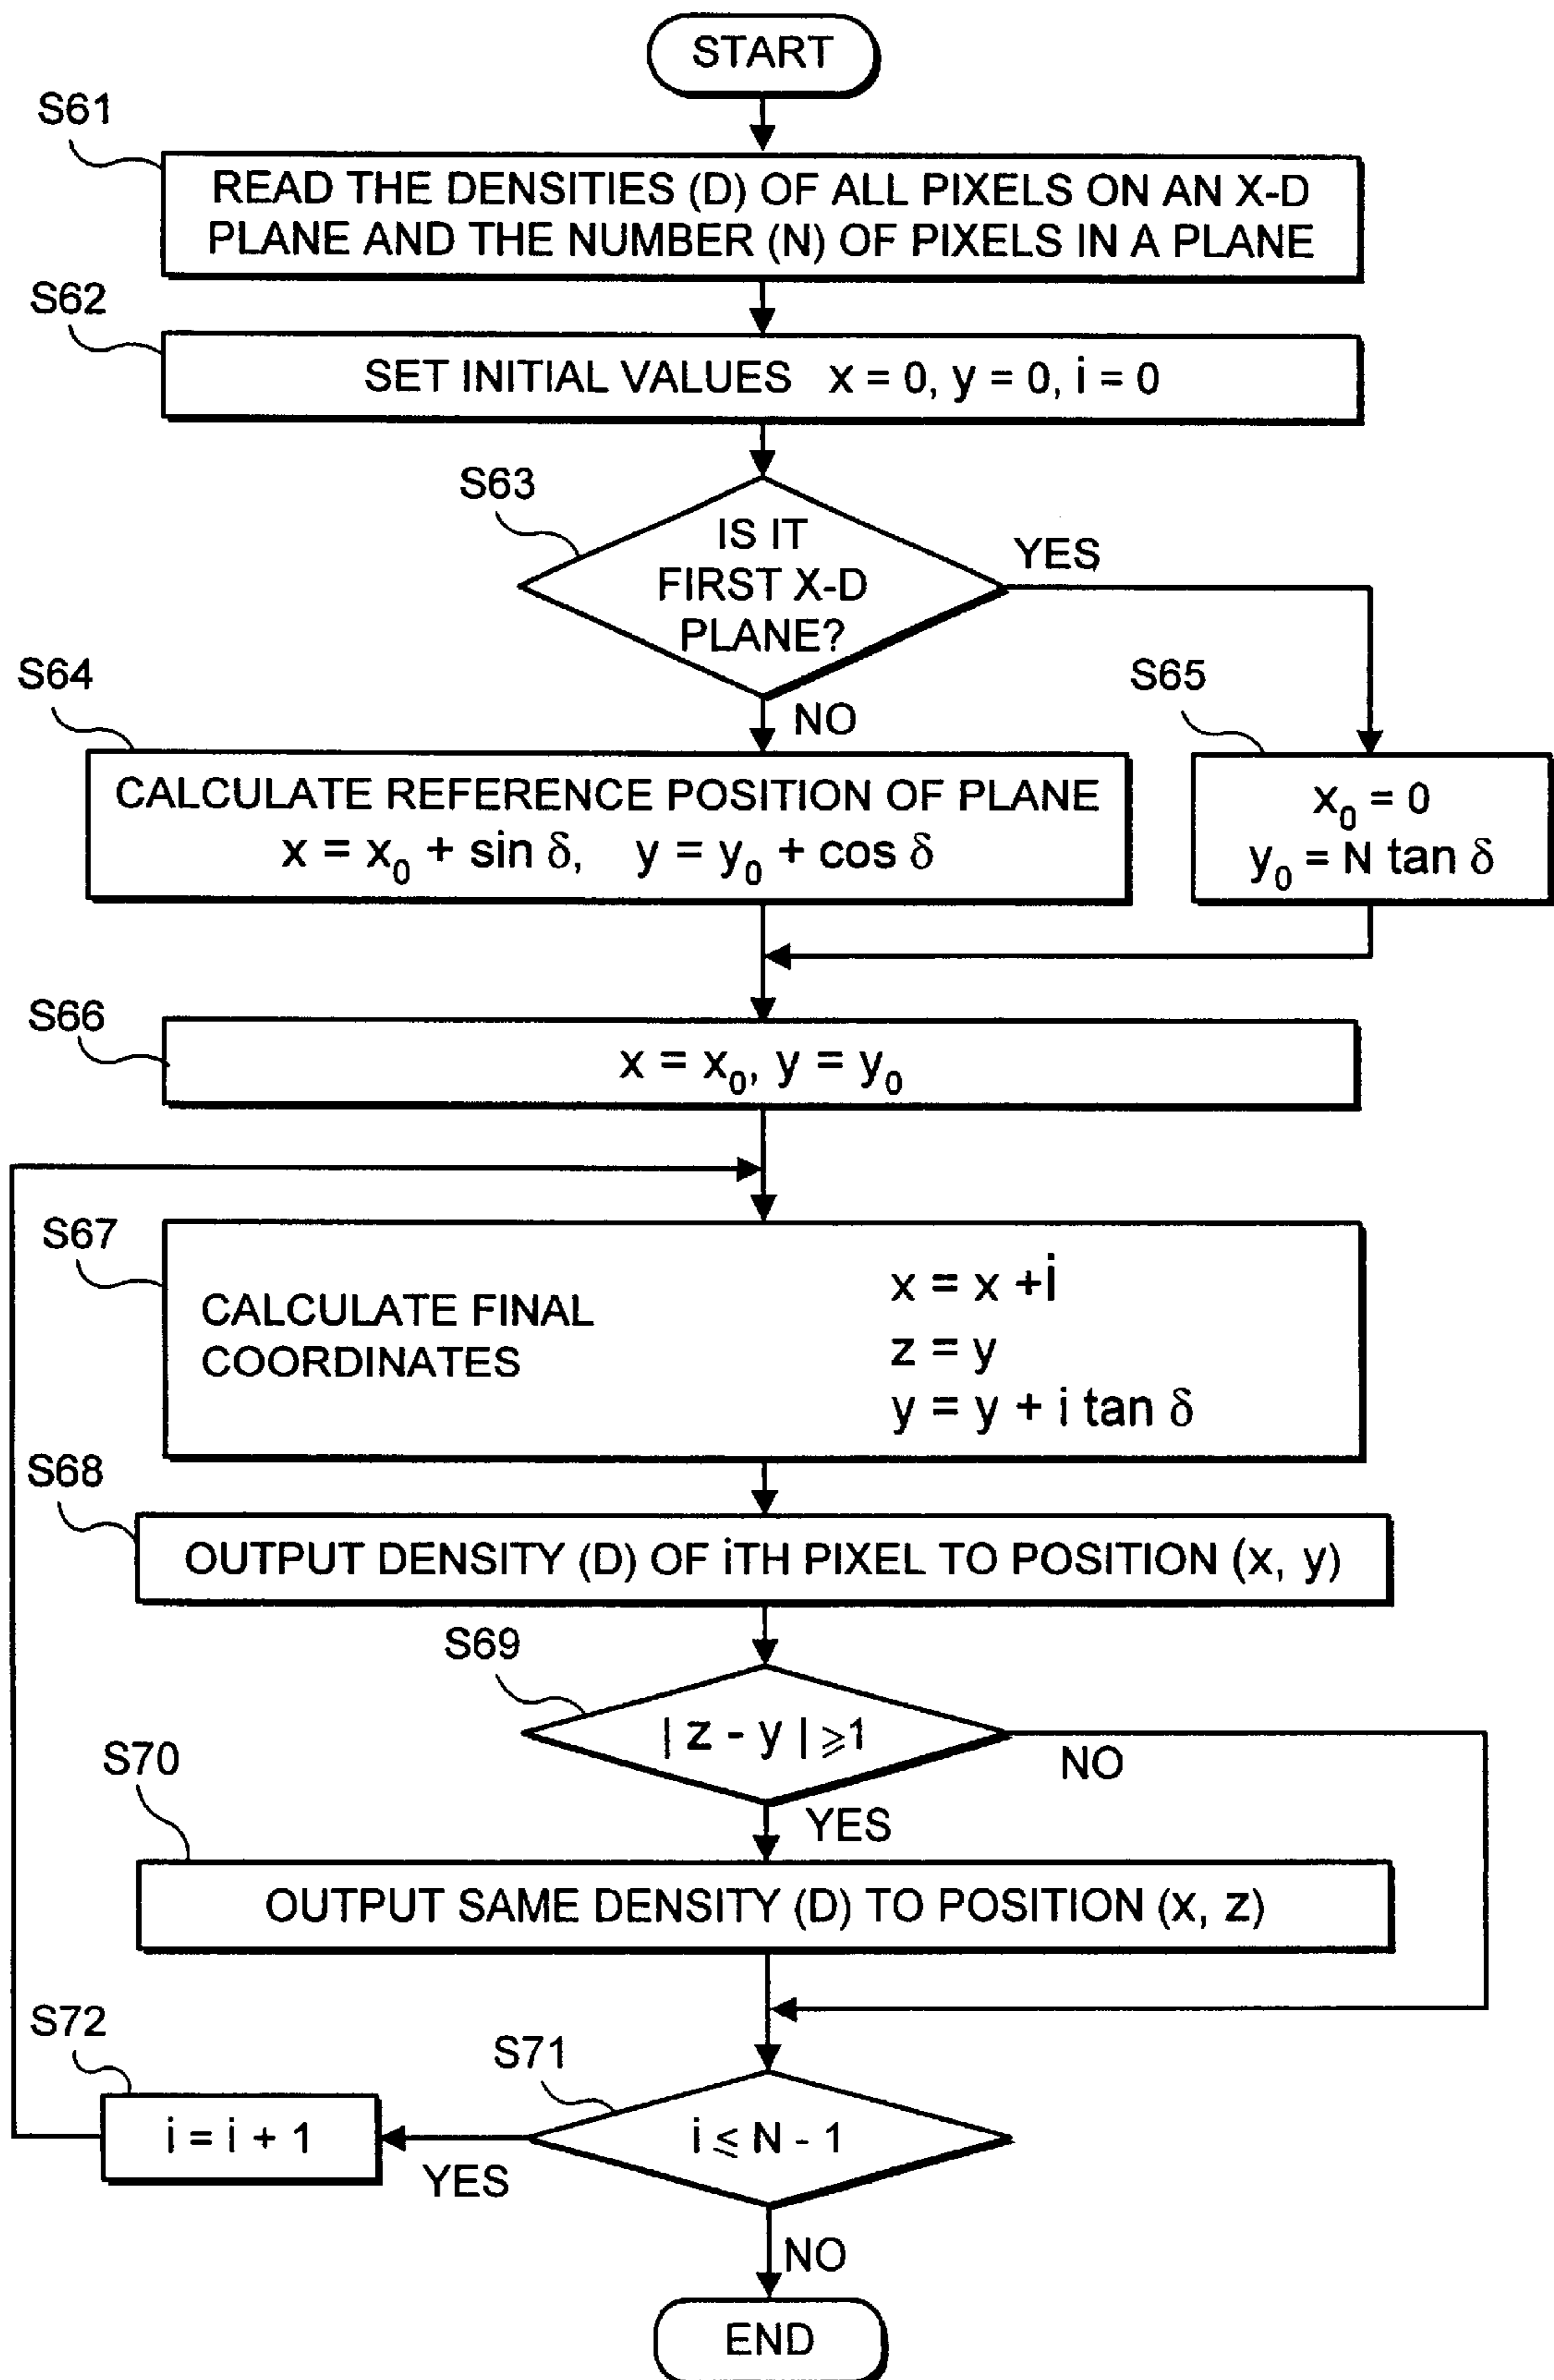 START
S61
READ THE DENSITIES (D) OF ALL PIXELS ON AN X-D
PLANE AND THE NUMBER (N) OF PIXELS IN A PLANE
S62
SET INITIAL VALUES x = 0, y = 0, i = 0
S63
IS IT
FIRST X-D
PLANE?
YES
NO
S64
CALCULATE REFERENCE POSITION OF PLANE
x = x₀ + sin δ, y = y₀ + cos δ
S65
x₀ = 0
y₀ = N tan δ
S66
x = x₀, y = y₀
S67
CALCULATE FINAL
COORDINATES
x = x +i
z = y
y = y + i tan δ
S68
OUTPUT DENSITY (D) OF iTH PIXEL TO POSITION (x, y)
S69
| z - y | ⩾1
NO
YES
S70
OUTPUT SAME DENSITY (D) TO POSITION (x, z)
S72
i = i + 1
S71
i ⩽ N - 1
YES
NO
END